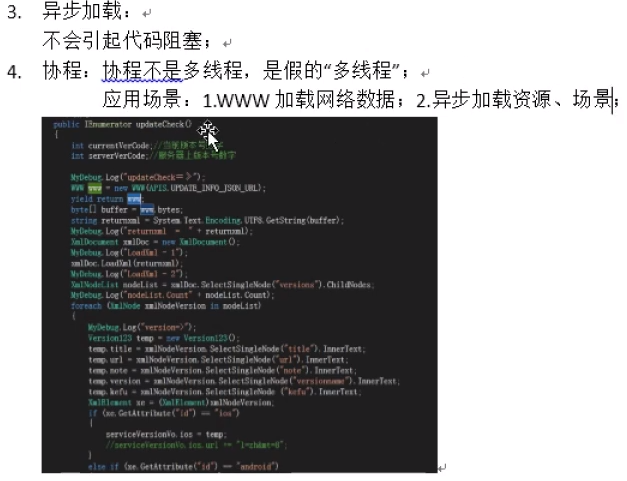 3. 异步加载：
不会引起代码阻塞；
4. 协程：协程不是多线程，是假的“多线程”；
应用场景：1.WWW 加载网络数据；2.异步加载资源、场景；
public IEnumerator updateCheck()
{
int currentVerCode;//当前版本号
int serverVerCode;//服务器上版本号数字
MyDebug.Log("updateCheck＝》");
WWW www = new WWW(APIS.UPDATE_INFO_JSON_URL);
yield return www;
byte[] buffer = www.bytes;
string returnxml = System.Text.Encoding.UTF8.GetString(buffer);
MyDebug.Log("returnxml = " + returnxml);
XmlDocument xmlDoc = new XmlDocument();
MyDebug.Log("LoadXml - 1");
xmlDoc.LoadXml(returnxml);
MyDebug.Log("LoadXml - 2");
XmlNodeList nodeList = xmlDoc.SelectSingleNode("versions").ChildNodes;
MyDebug.Log("nodeList.Count" + nodeList.Count);
foreach (XmlNode xmlNodeVersion in nodeList)
{
MyDebug.Log("version=>");
Version123 temp = new Version123();
temp.title = xmlNodeVersion.SelectSingleNode("title").InnerText;
temp.url = xmlNodeVersion.SelectSingleNode("url").InnerText;
temp.note = xmlNodeVersion.SelectSingleNode("note").InnerText;
temp.version = xmlNodeVersion.SelectSingleNode("versionname").InnerText;
temp.kefu = xmlNodeVersion.SelectSingleNode ("kefu").InnerText;
XmlElement xe = (XmlElement)xmlNodeVersion;
if (xe.GetAttribute("id") == "ios")
{
serviceVersionVo.ios = temp;
//serviceVersionVo.ios.url += "l=zh&mt=8";
}
else if (xe.GetAttribute("id") == "android")